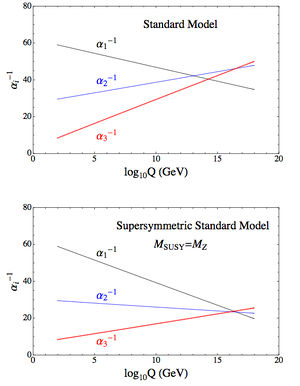 Standard Model
80
60
40
20
0
αᵢ⁻¹
α₁⁻¹
α₂⁻¹
α₃⁻¹
0 5 10 15 20
log₁₀Q (GeV)
Supersymmetric Standard Model
M_SUSY=M_Z
80
60
40
20
0
αᵢ⁻¹
α₁⁻¹
α₂⁻¹
α₃⁻¹
0 5 10 15 20
log₁₀Q (GeV)